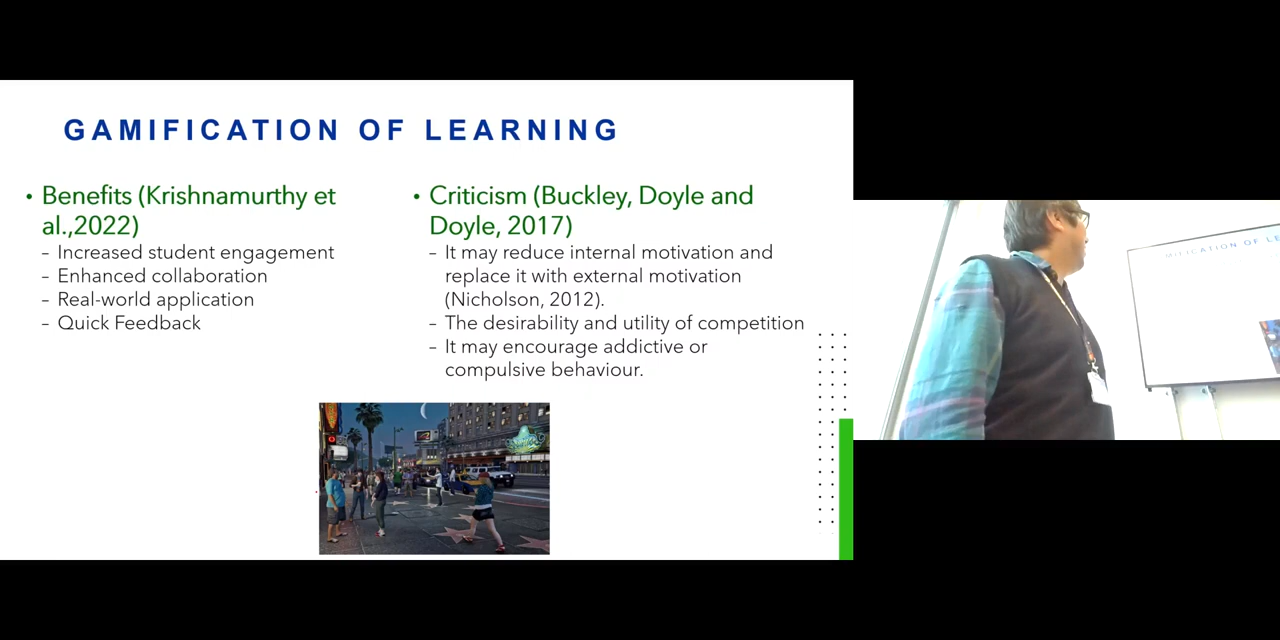 GAMIFICATION OF LEARNING
• Benefits (Krishnamurthy et
al.,2022)
– Increased student engagement
– Enhanced collaboration
– Real-world application
– Quick Feedback
• Criticism (Buckley, Doyle and
Doyle, 2017)
– It may reduce internal motivation and
replace it with external motivation
(Nicholson, 2012).
– The desirability and utility of competition
– It may encourage addictive or
compulsive behaviour.
OF LE